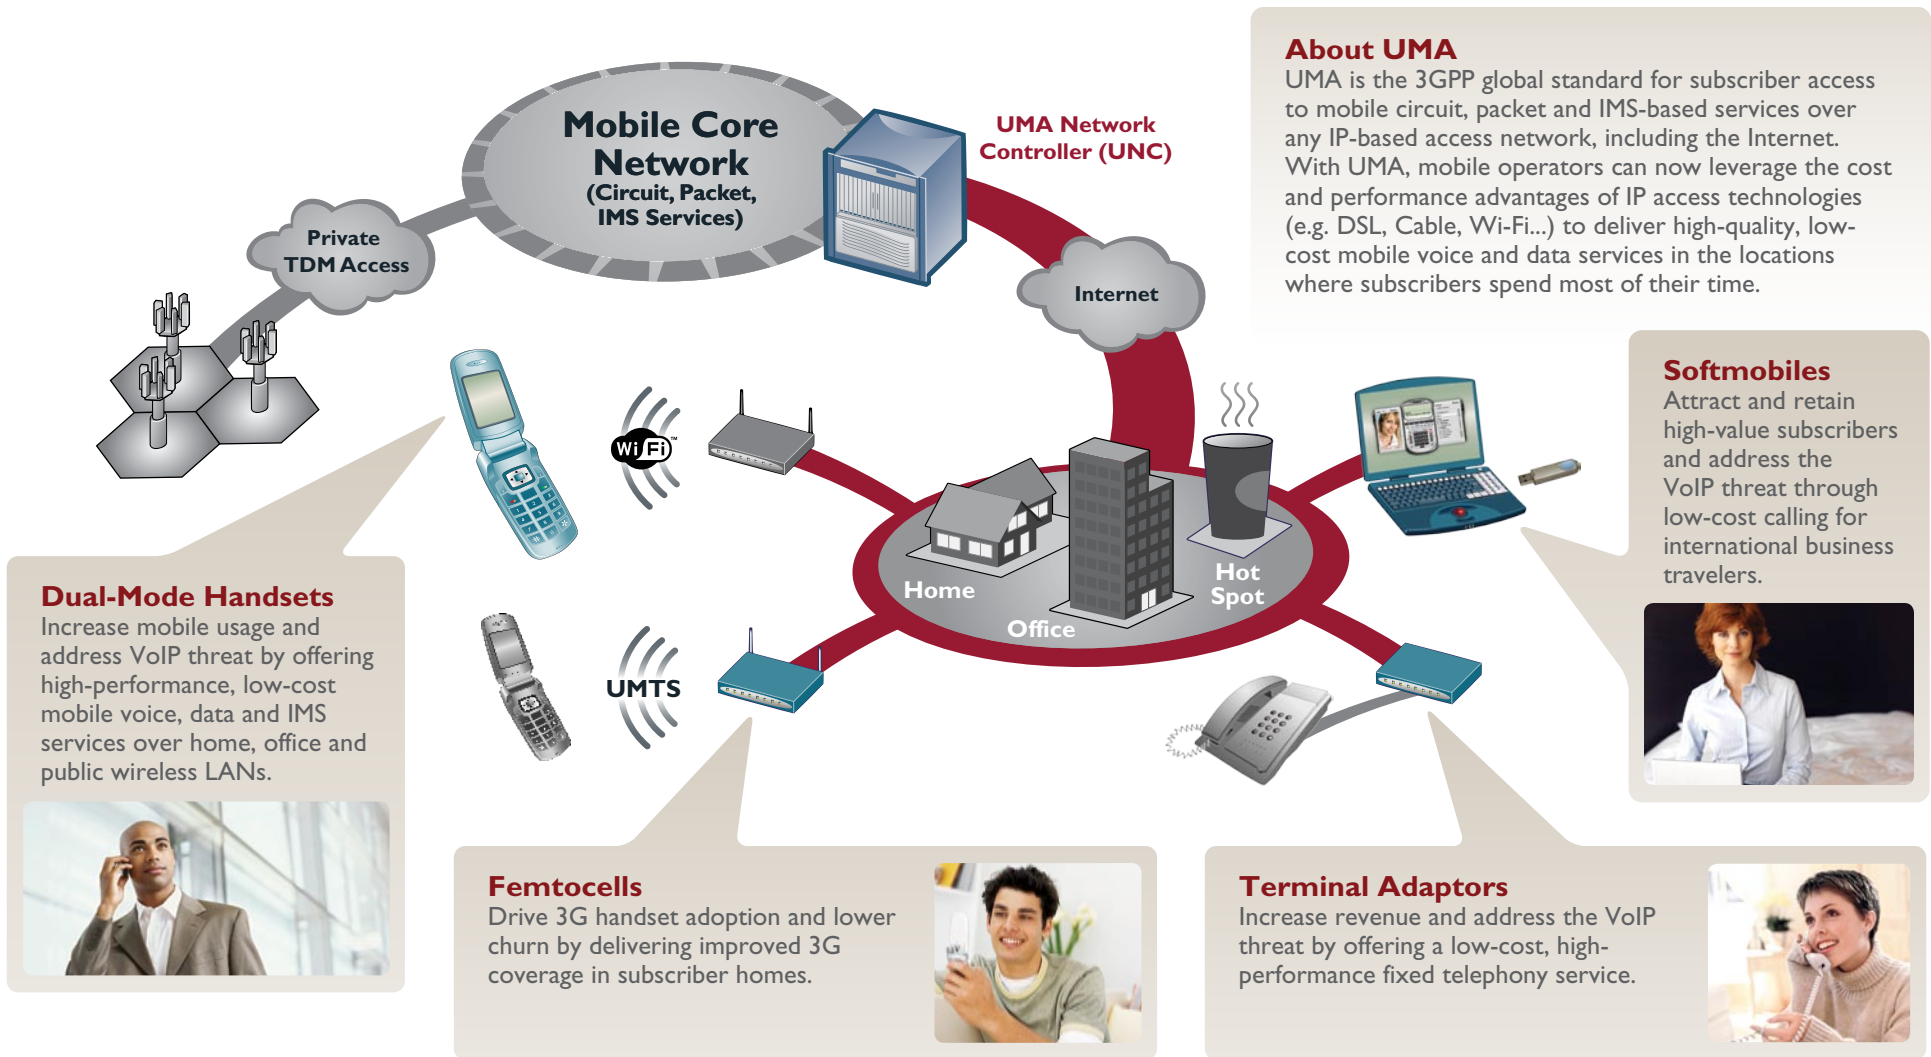 Mobile Core
Network
(Circuit, Packet,
IMS Services)
UMA Network
Controller (UNC)
Private
TDM Access
Internet
About UMA
UMA is the 3GPP global standard for subscriber access
to mobile circuit, packet and IMS-based services over
any IP-based access network, including the Internet.
With UMA, mobile operators can now leverage the cost
and performance advantages of IP access technologies
(e.g. DSL, Cable, Wi-Fi...) to deliver high-quality, low-
cost mobile voice and data services in the locations
where subscribers spend most of their time.
Softmobiles
Attract and retain
high-value subscribers
and address the
VoIP threat through
low-cost calling for
international business
travelers.
Wi Fi™
Home
Office
Hot
Spot
UMTS
Dual-Mode Handsets
Increase mobile usage and
address VoIP threat by offering
high-performance, low-cost
mobile voice, data and IMS
services over home, office and
public wireless LANs.
Femtocells
Drive 3G handset adoption and lower
churn by delivering improved 3G
coverage in subscriber homes.
Terminal Adaptors
Increase revenue and address the VoIP
threat by offering a low-cost, high-
performance fixed telephony service.